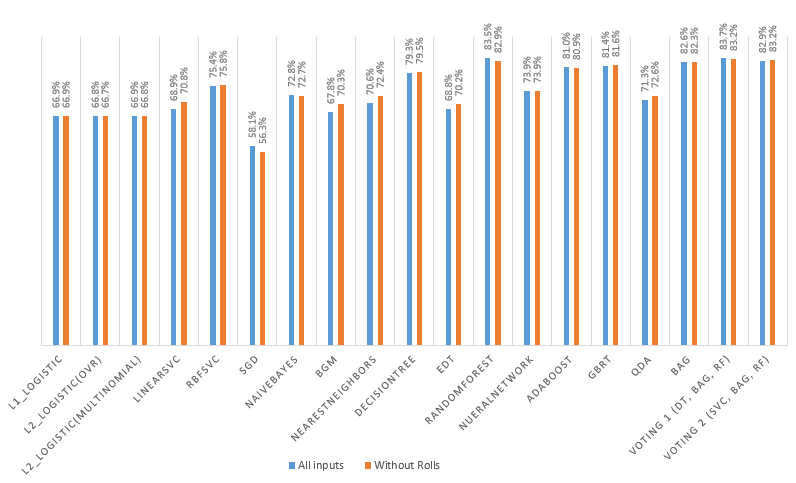 66.9%
66.9%
66.8%
66.7%
66.9%
66.8%
68.9%
70.8%
75.4%
75.8%
58.1%
56.3%
72.8%
72.7%
67.8%
70.3%
70.6%
72.4%
79.3%
79.5%
68.8%
70.2%
83.5%
82.9%
73.9%
73.9%
81.0%
80.9%
81.4%
81.6%
71.3%
72.6%
82.6%
82.3%
83.7%
83.2%
82.9%
83.2%
L1_LOGISTIC
L2_LOGISTIC(OVR)
L2_LOGISTIC(MULTINOMIAL)
LINEARSVC
RBFSVC
SGD
NAIVEBAYES
BGM
NEARESTNEIGHBORS
DECISIONTREE
EDT
RANDOMFOREST
NUERALNETWORK
ADABOOST
GBRT
QDA
BAG
VOTING 1 (DT, BAG, RF)
VOTING 2 (SVC, BAG, RF)
All inputs
Without Rolls